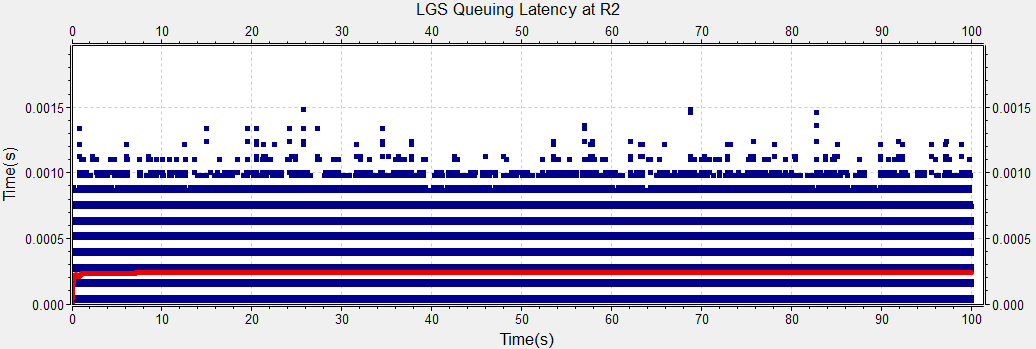 LGS Queuing Latency at R2
0 10 20 30 40 50 60 70 80 90 100
0.0015 0.0015
0.0010 0.0010
0.0005 0.0005
0.000 0.000
Time(s)
0 10 20 30 40 50 60 70 80 90 100
Time(s)